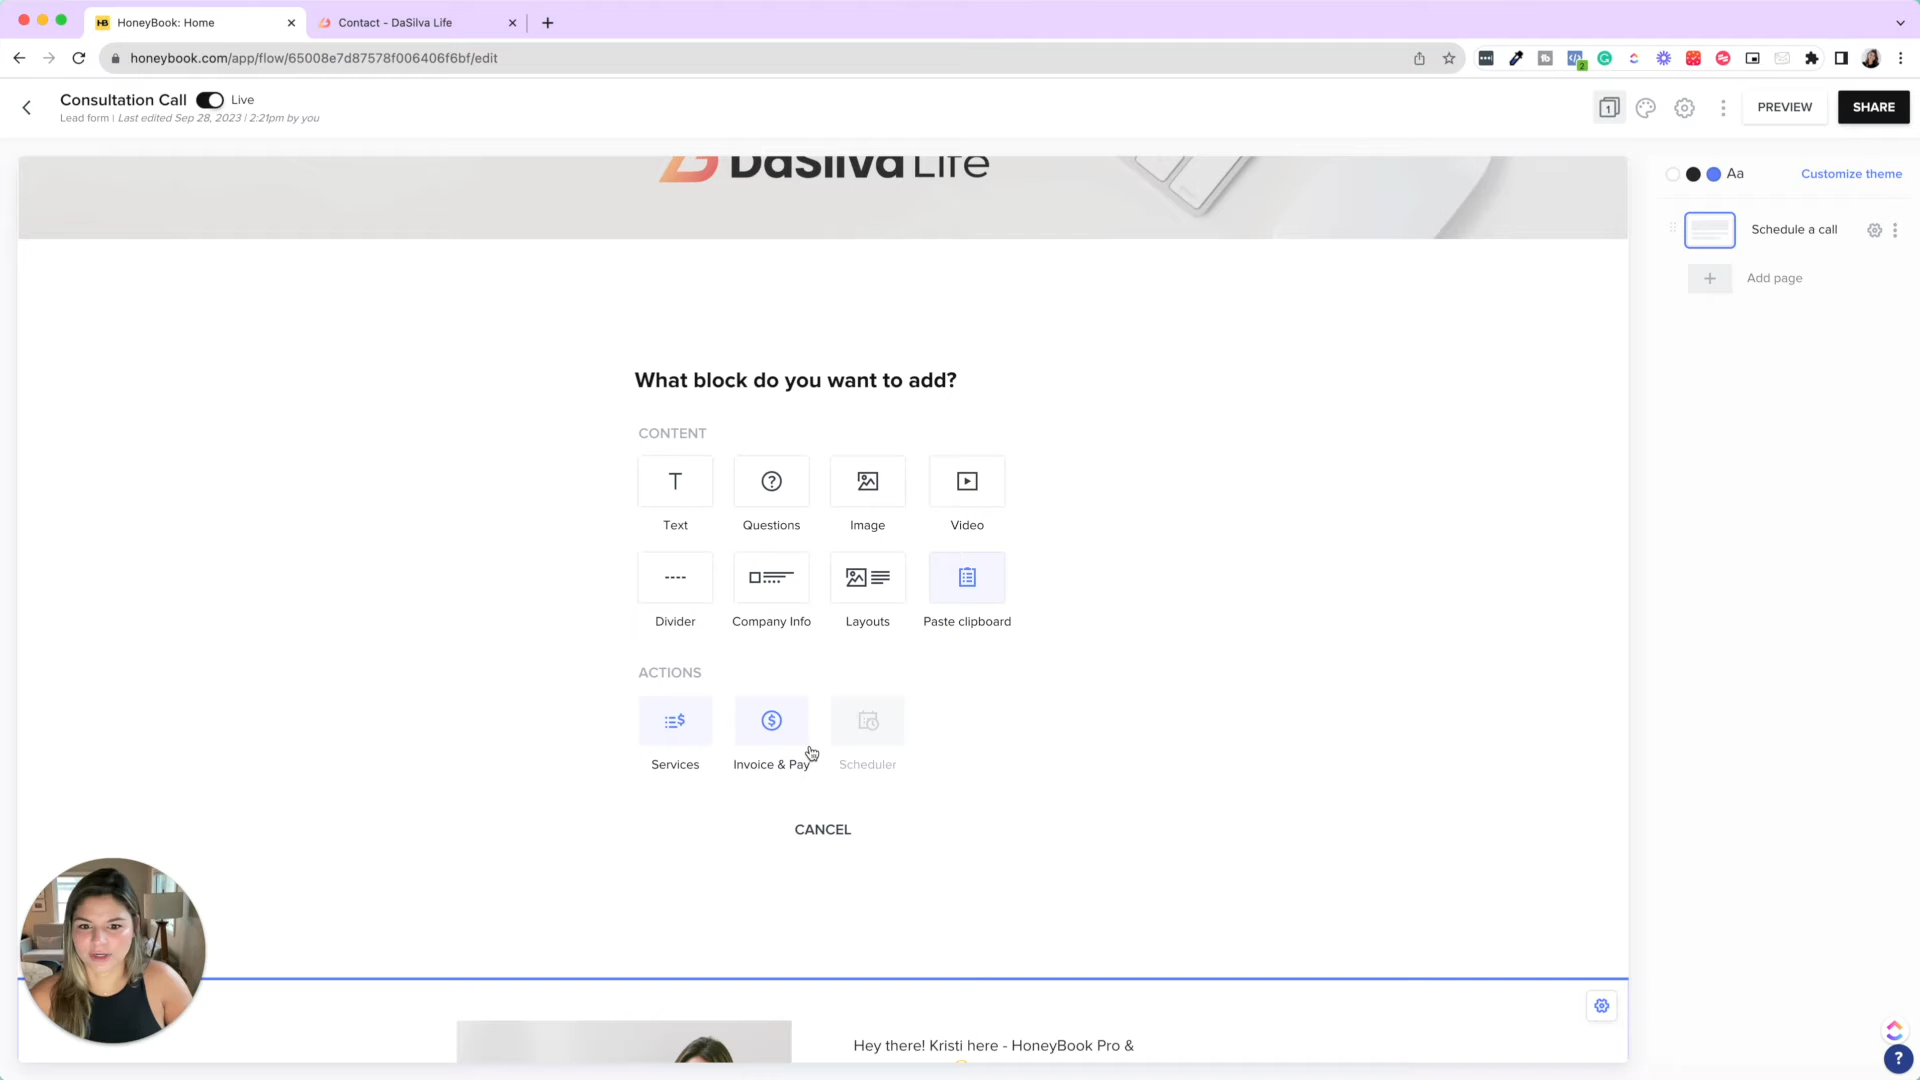 HB HoneyBook: Home
Contact - DaSilva Life
honeybook.com/app/flow/65008e7d87578f006406f6bf/edit
2
Consultation Call Live
Lead form | Last edited Sep 28, 2023 | 2:21pm by you
1
PREVIEW
SHARE
DaSilva Life
Aa
Customize theme
Schedule a call
Add page
What block do you want to add?
CONTENT
Text
Questions
Image
Video
Divider
Company Info
Layouts
Paste clipboard
ACTIONS
Services
Invoice & Pay
Scheduler
CANCEL
Hey there! Kristi here - HoneyBook Pro &